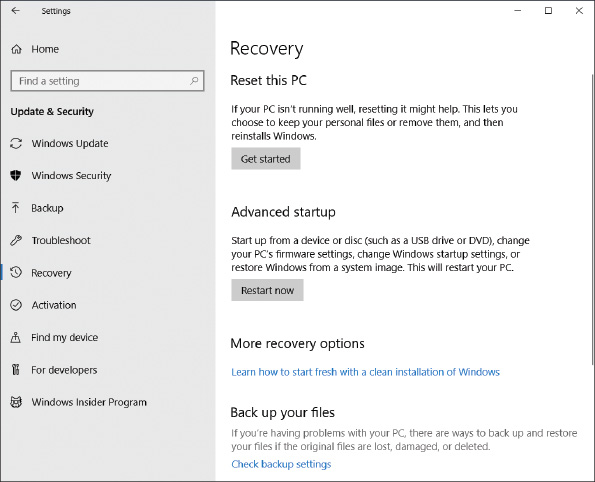 Settings
Home
Find a setting
Update & Security
Windows Update
Windows Security
Backup
Troubleshoot
Recovery
Activation
Find my device
For developers
Windows Insider Program
Recovery
Reset this PC
If your PC isn't running well, resetting it might help. This lets you
choose to keep your personal files or remove them, and then
reinstalls Windows.
Get started
Advanced startup
Start up from a device or disc (such as a USB drive or DVD), change
your PC's firmware settings, change Windows startup settings, or
restore Windows from a system image. This will restart your PC.
Restart now
More recovery options
Learn how to start fresh with a clean installation of Windows
Back up your files
If you're having problems with your PC, there are ways to back up and restore
your files if the original files are lost, damaged, or deleted.
Check backup settings